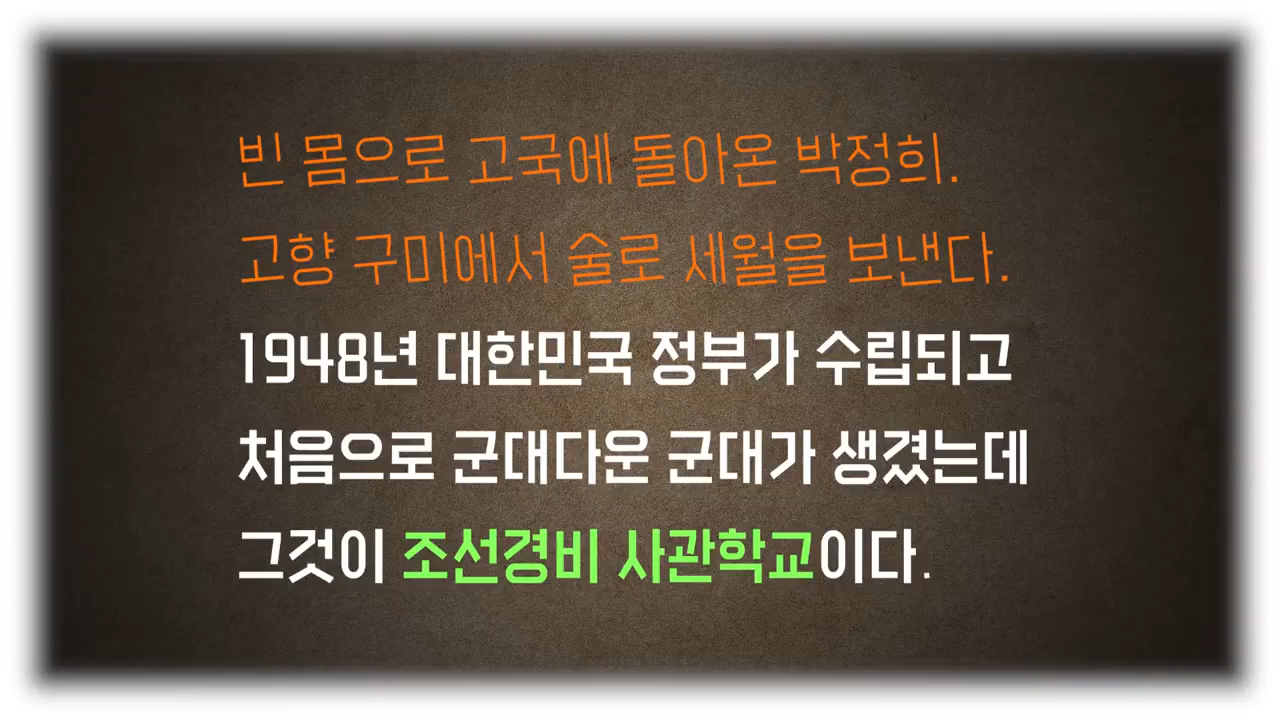 빈 몸으로 고국에 돌아온 박정희.
고향 구미에서 술로 세월을 보낸다.
1948년 대한민국 정부가 수립되고
처음으로 군대다운 군대가 생겼는데
그것이 조선경비 사관학교이다.